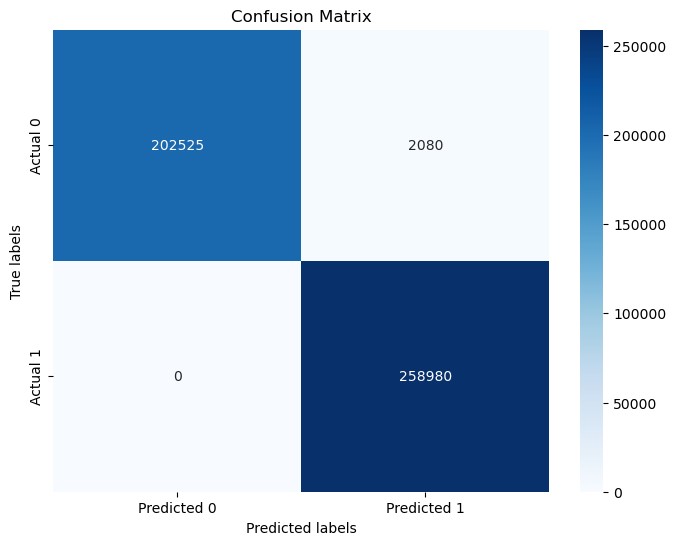 Confusion Matrix
True labels
Actual 0
202525
2080
Actual 1
0
258980
Predicted 0
Predicted 1
Predicted labels
250000
200000
150000
100000
50000
0